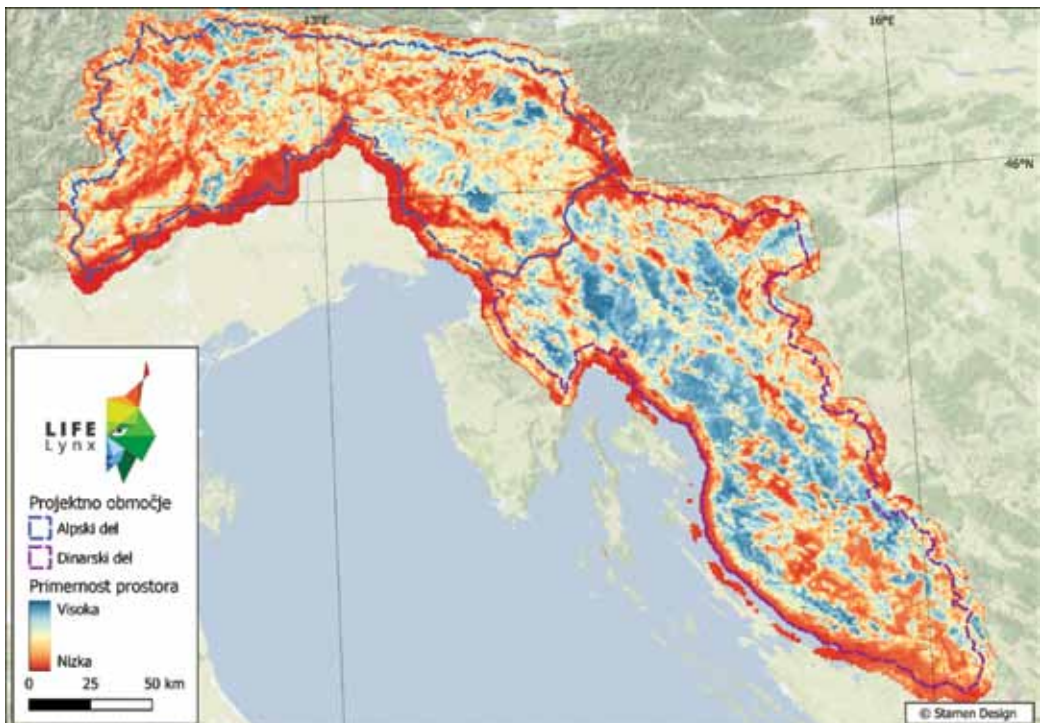 13°E
16°E
46°N
LIFE
Lynx
Projektno območje
Alpski del
Dinarski del
Primernost prostora
Visoka
Nizka
0 25 50 km
© Stamen Design